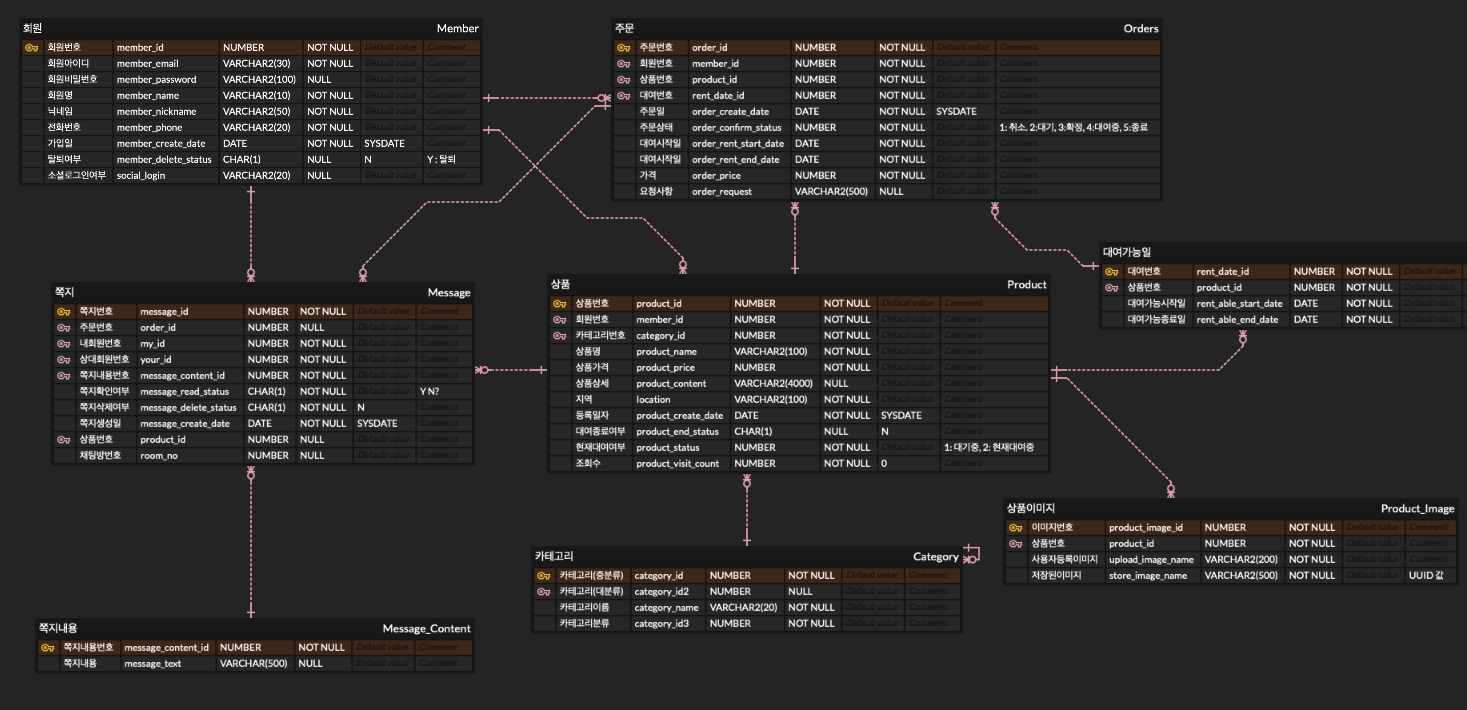 회원 Member
회원번호 member_id NUMBER NOT NULL Default value Comment
회원아이디 member_email VARCHAR2(30) NOT NULL Default value Comment
회원비밀번호 member_password VARCHAR2(100) NULL Default value Comment
회원명 member_name VARCHAR2(10) NOT NULL Default value Comment
닉네임 member_nickname VARCHAR2(50) NOT NULL Default value Comment
전화번호 member_phone VARCHAR2(20) NOT NULL Default value Comment
가입일 member_create_date DATE NOT NULL SYSDATE Comment
탈퇴여부 member_delete_status CHAR(1) NULL N Y : 탈퇴
소셜로그인여부 social_login VARCHAR2(20) NULL Default value Comment
주문 Orders
주문번호 order_id NUMBER NOT NULL Default value Comment
회원번호 member_id NUMBER NOT NULL Default value Comment
상품번호 product_id NUMBER NOT NULL Default value Comment
대여번호 rent_date_id NUMBER NOT NULL Default value Comment
주문일 order_create_date DATE NOT NULL SYSDATE Comment
주문상태 order_confirm_status NUMBER NOT NULL Default value 1: 취소, 2:대기, 3:확정, 4:대여중, 5:종료
대여시작일 order_rent_start_date DATE NOT NULL Default value Comment
대여시작일 order_rent_end_date DATE NOT NULL Default value Comment
가격 order_price NUMBER NOT NULL Default value Comment
요청사항 order_request VARCHAR2(500) NULL Default value Comment
대여가능일
대여번호 rent_date_id NUMBER NOT NULL Default value
상품번호 product_id NUMBER NOT NULL Default value
대여가능시작일 rent_able_start_date DATE NOT NULL Default value
대여가능종료일 rent_able_end_date DATE NOT NULL Default value
쪽지 Message
쪽지번호 message_id NUMBER NOT NULL Default value Comment
주문번호 order_id NUMBER NULL Default value Comment
내회원번호 my_id NUMBER NOT NULL Default value Comment
상대회원번호 your_id NUMBER NOT NULL Default value Comment
쪽지내용번호 message_content_id NUMBER NOT NULL Default value Comment
쪽지확인여부 message_read_status CHAR(1) NOT NULL Default value Y N?
쪽지삭제여부 message_delete_status CHAR(1) NOT NULL N Comment
쪽지생성일 message_create_date DATE NOT NULL SYSDATE Comment
상품번호 product_id NUMBER NULL Default value Comment
채팅방번호 room_no NUMBER NULL Default value Comment
상품 Product
상품번호 product_id NUMBER NOT NULL Default value Comment
회원번호 member_id NUMBER NOT NULL Default value Comment
카테고리번호 category_id NUMBER NOT NULL Default value Comment
상품명 product_name VARCHAR2(100) NOT NULL Default value Comment
상품가격 product_price NUMBER NOT NULL Default value Comment
상품상세 product_content VARCHAR2(4000) NULL Default value Comment
지역 location VARCHAR2(100) NOT NULL Default value Comment
등록일자 product_create_date DATE NOT NULL SYSDATE Comment
대여종료여부 product_end_status CHAR(1) NULL N Comment
현재대여여부 product_status NUMBER NOT NULL Default value 1: 대기중, 2: 현재대여중
조회수 product_visit_count NUMBER NOT NULL 0 Comment
상품이미지 Product_Image
이미지번호 product_image_id NUMBER NOT NULL Default value Comment
상품번호 product_id NUMBER NOT NULL Default value Comment
사용자등록이미지 upload_image_name VARCHAR2(200) NOT NULL Default value Comment
저장된이미지 store_image_name VARCHAR2(500) NOT NULL Default value UUID 값
카테고리 Category
카테고리(중분류) category_id NUMBER NOT NULL Default value Comment
카테고리(대분류) category_id2 NUMBER NULL Default value Comment
카테고리이름 category_name VARCHAR2(20) NOT NULL Default value Comment
카테고리분류 category_id3 NUMBER NOT NULL Default value Comment
쪽지내용 Message_Content
쪽지내용번호 message_content_id NUMBER NOT NULL Default value Comment
쪽지내용 message_text VARCHAR(500) NULL Default value Comment